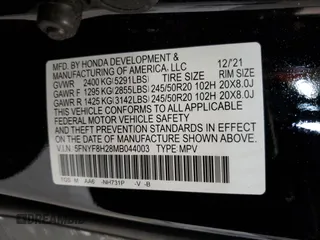 MFD. BY HONDA DEVELOPMENT &
MANUFACTURING OF AMERICA, LLC 12/21
GVWR 2400 KG(5291LBS) TIRE SIZE RIM SIZE
GAWR F 1295 KG(2855LBS) 245/50R20 102H 20X8.0J
GAWR R 1425 KG(3142LBS) 245/50R20 102H 20X8.0J
THIS VEHICLE CONFORMS TO ALL APPLICABLE
FEDERAL MOTOR VEHICLE SAFETY AND
BUMPER STANDARDS IN EFFECT
ON THE DATE OF MANUFACTURE SHOWN ABOVE.
V.I.N. 5FNYF8H28MB044003 TYPE MPV
NH731P -V -B